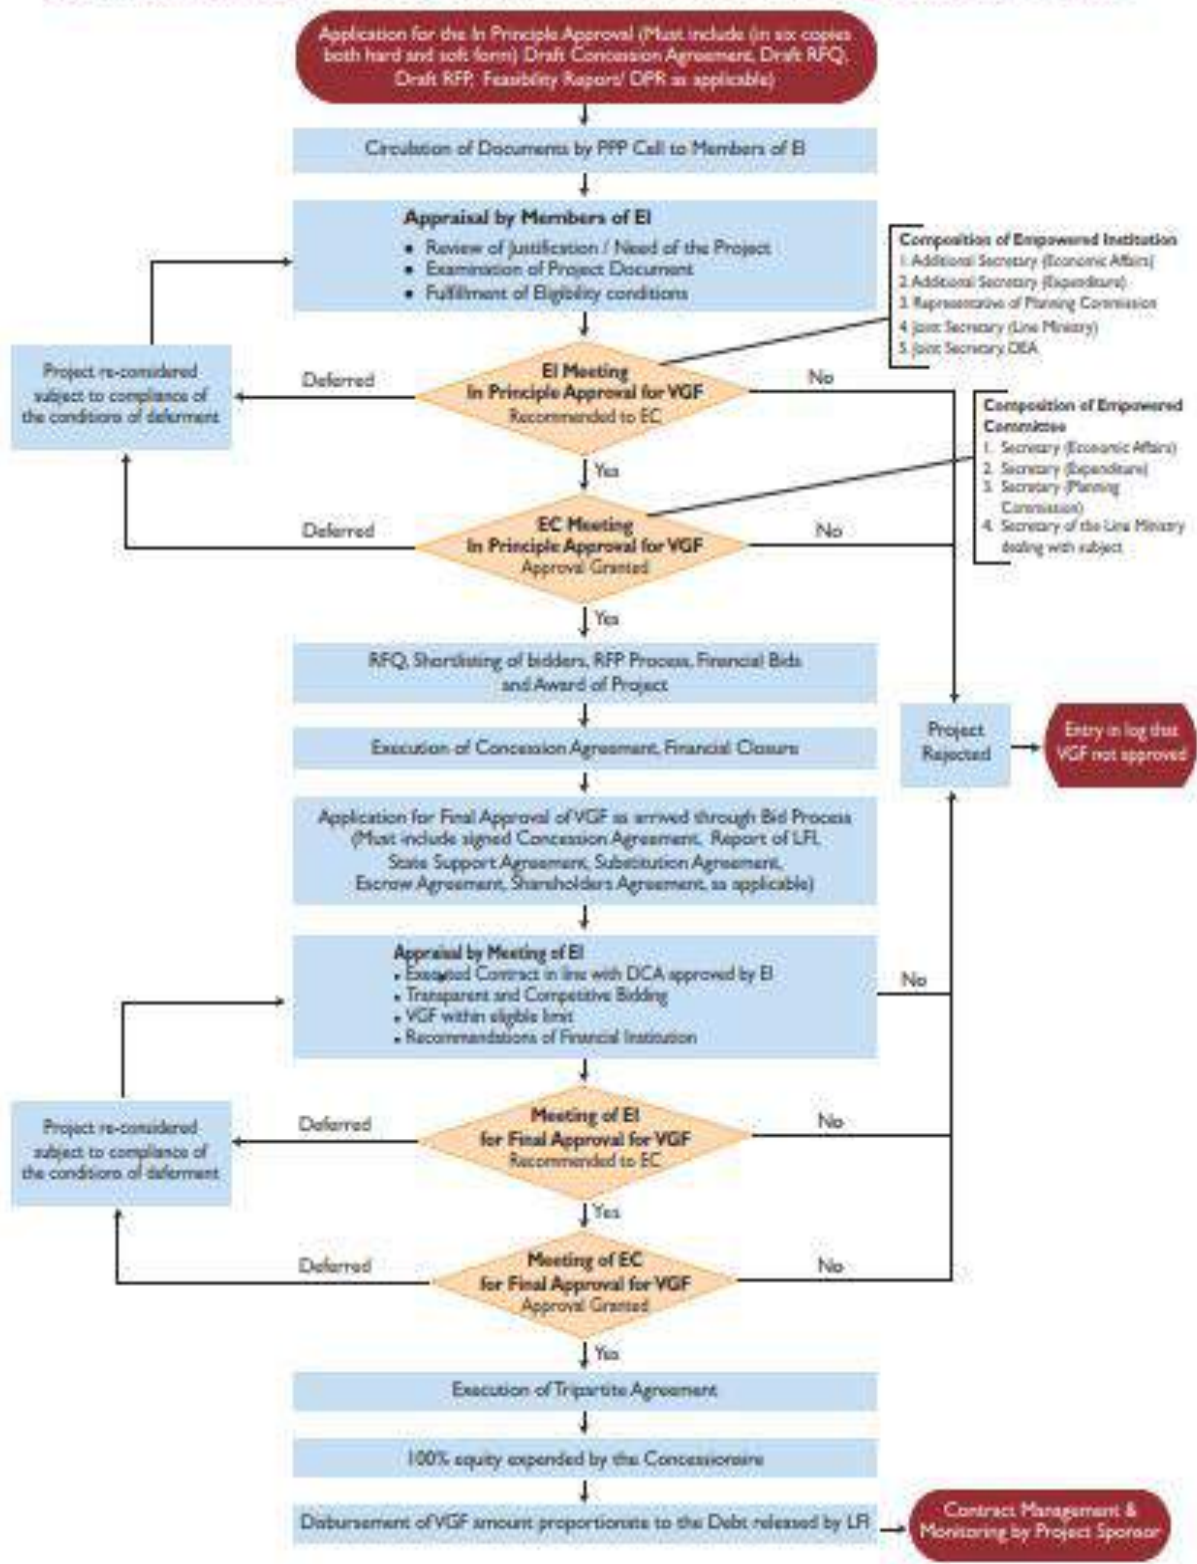 Application for the In Principle Approval (Must include (in six copies
both hard and soft form) Draft Concession Agreement, Draft RFQ,
Draft RFP, Feasibility Report/ DPR as applicable)
Circulation of Documents by PPP Cell to Members of EI
Appraisal by Members of EI
• Review of Justification / Need of the Project
• Examination of Project Document
• Fulfillment of Eligibility conditions
Composition of Empowered Institution
1. Additional Secretary (Economic Affairs)
2. Additional Secretary (Expenditure)
3. Representative of Planning Commission
4. Joint Secretary (Line Ministry)
5. Joint Secretary, DEA
Project re-considered
subject to compliance of
the conditions of deferment
Deferred
EI Meeting
In Principle Approval for VGF
Recommended to EC
No
Yes
Composition of Empowered
Committee
1. Secretary (Economic Affairs)
2. Secretary (Expenditure)
3. Secretary (Planning
Commission)
4. Secretary of the Line Ministry
dealing with subject
Deferred
EC Meeting
In Principle Approval for VGF
Approval Granted
No
Yes
RFQ, Shortlisting of bidders, RFP Process, Financial Bids
and Award of Project
Execution of Concession Agreement, Financial Closure
Project
Rejected
Entry in log that
VGF not approved
Application for Final Approval of VGF as arrived through Bid Process
(Must include signed Concession Agreement, Report of LFI,
State Support Agreement, Substitution Agreement,
Escrow Agreement, Shareholders Agreement, as applicable)
Appraisal by Meeting of EI
• Executed Contract in line with DCA approved by EI
• Transparent and Competitive Bidding
• VGF within eligible limit
• Recommandations of Financial Institution
No
Project re-considered
subject to compliance of
the conditions of deferment
Deferred
Meeting of EI
for Final Approval for VGF
Recommended to EC
No
Yes
Deferred
Meeting of EC
for Final Approval for VGF
Approval Granted
No
Yes
Execution of Tripartite Agreement
100% equity expended by the Concessionaire
Disbursement of VGF amount proportionate to the Debt released by LFI
Contract Management &
Monitoring by Project Sponsor